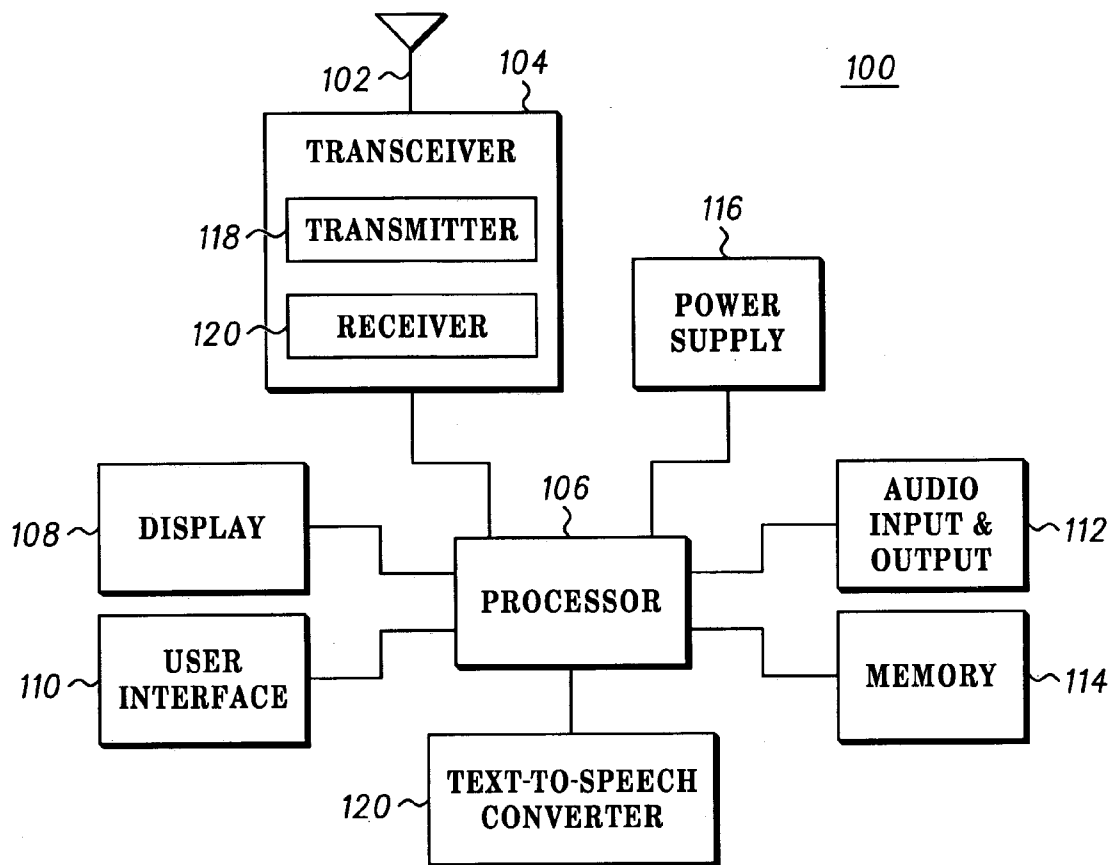 102
104
100
TRANSCEIVER
118
TRANSMITTER
120
RECEIVER
116
POWER
SUPPLY
108
DISPLAY
106
PROCESSOR
AUDIO
INPUT &
OUTPUT
112
110
USER
INTERFACE
MEMORY
114
120
TEXT-TO-SPEECH
CONVERTER